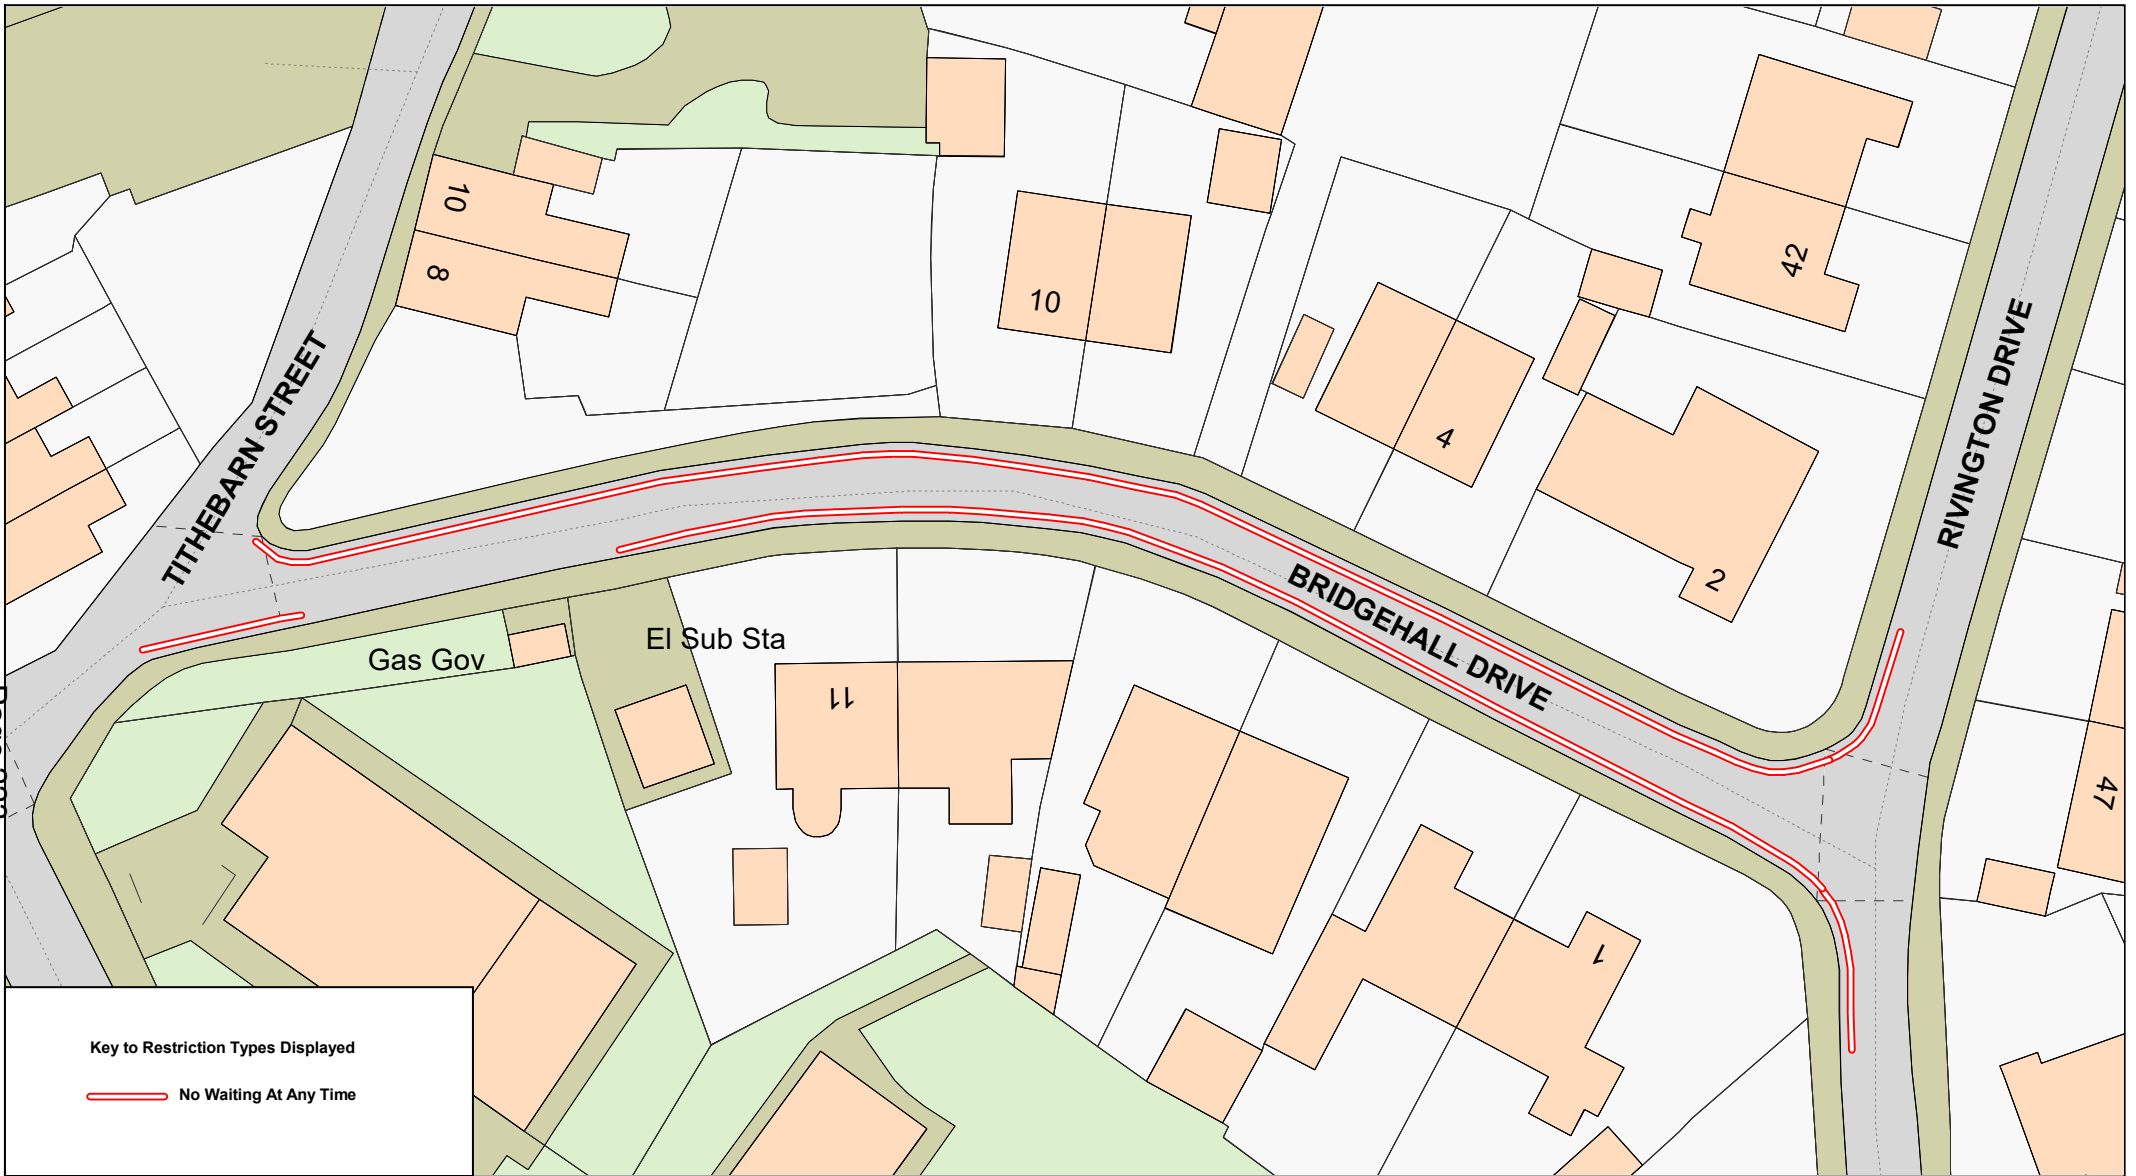 10
8
TITHEBARN STREET
10
42
4
2
RIVINGTON DRIVE
BRIDGEHALL DRIVE
Gas Gov
El Sub Sta
11
1
47
Key to Restriction Types Displayed
No Waiting At Any Time